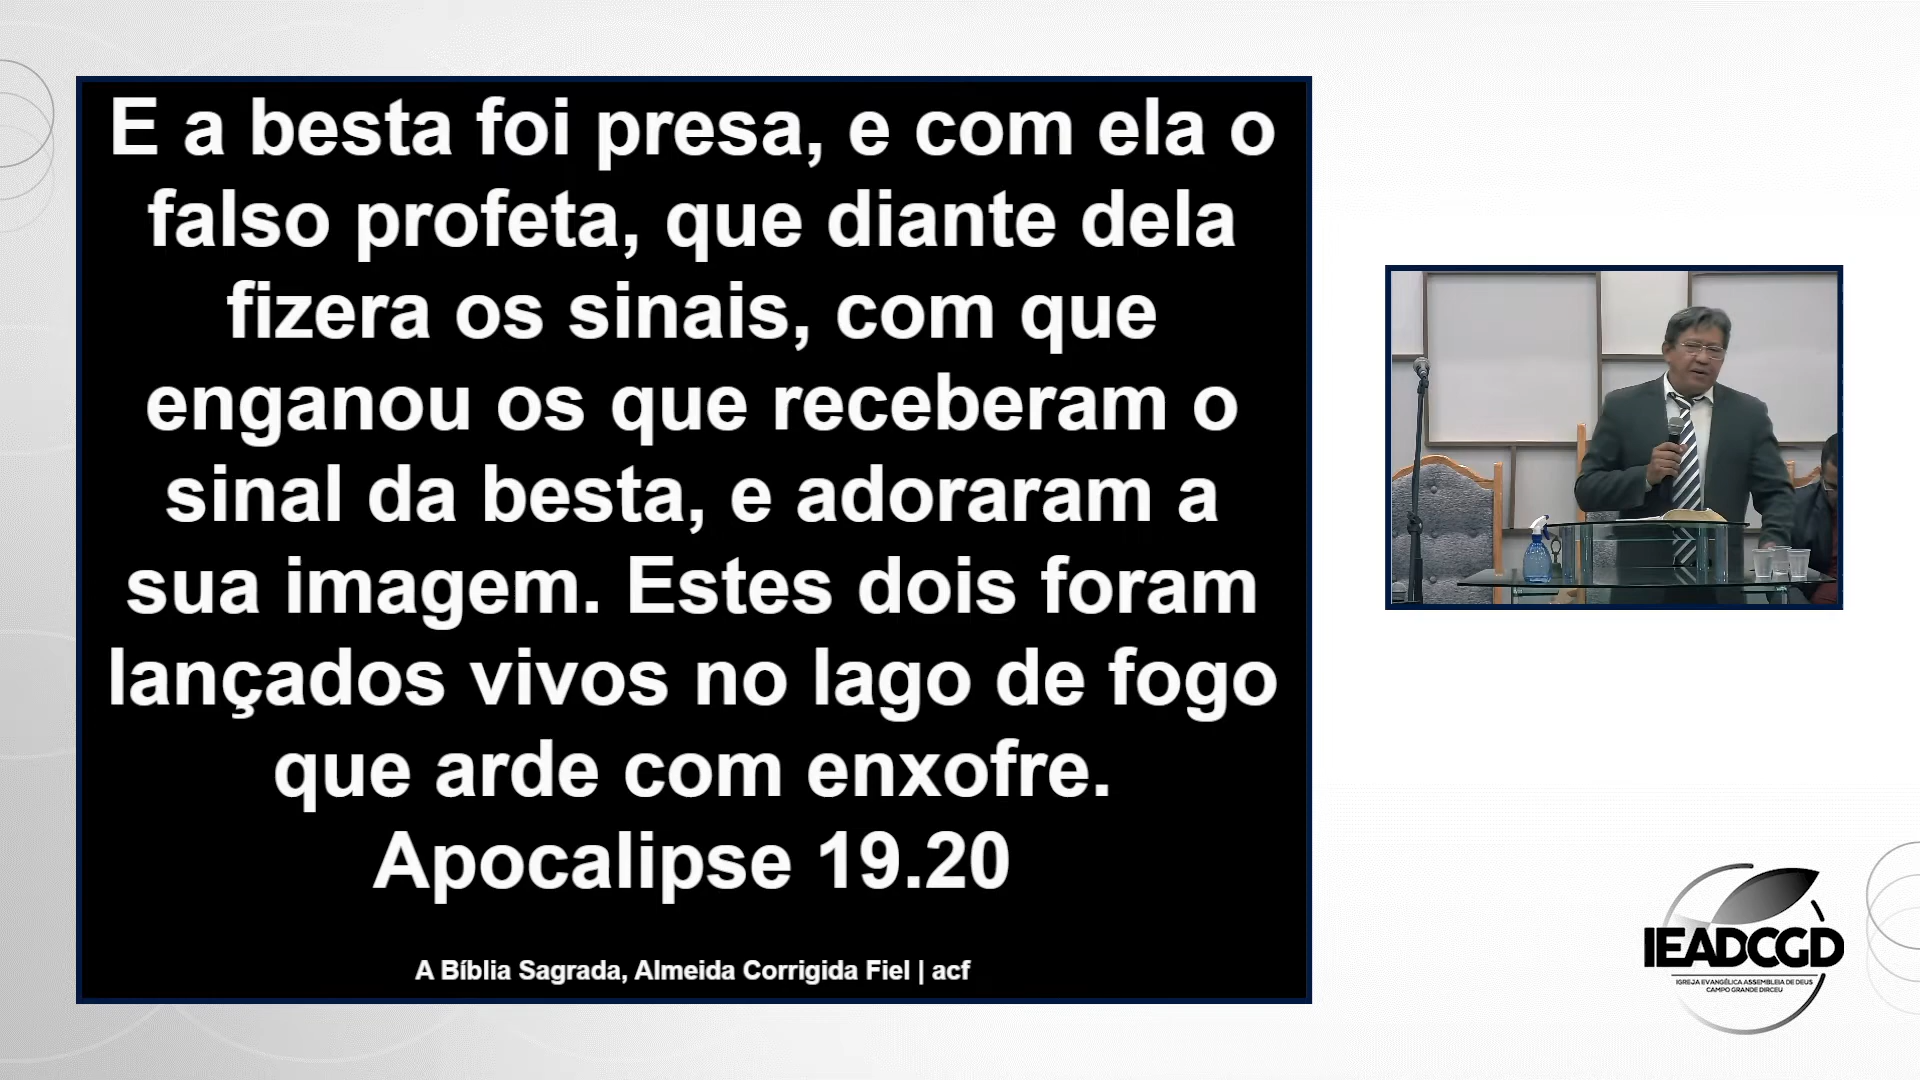 E a besta foi presa, e com ela o
falso profeta, que diante dela
fizera os sinais, com que
enganou os que receberam o
sinal da besta, e adoraram a
sua imagem. Estes dois foram
lançados vivos no lago de fogo
que arde com enxofre.
Apocalipse 19.20
A Bíblia Sagrada, Almeida Corrigida Fiel | acf
IEADCGD
IGREJA EVANGÉLICA ASSEMBLEIA DE DEUS
CAMPO GRANDE DIRCEU